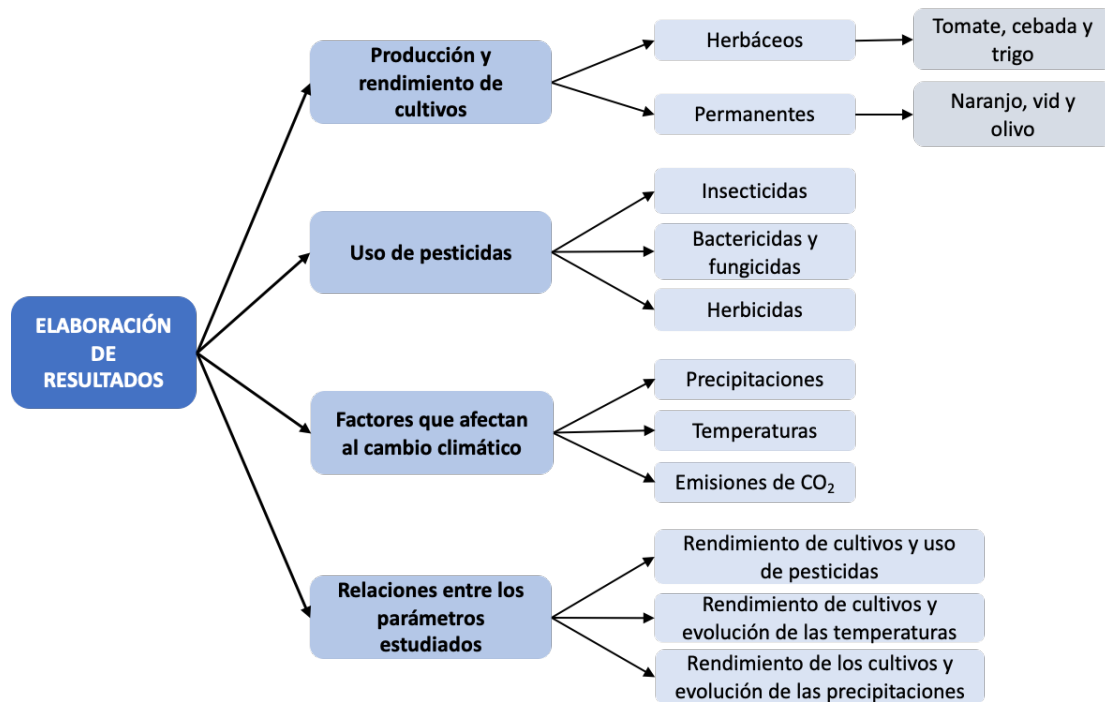 ELABORACIÓN
DE
RESULTADOS
Producción y
rendimiento de
cultivos
Herbáceos
Tomate, cebada y
trigo
Permanentes
Naranjo, vid y
olivo
Uso de pesticidas
Insecticidas
Bactericidas y
fungicidas
Herbicidas
Factores que afectan
al cambio climático
Precipitaciones
Temperaturas
Emisiones de CO₂
Relaciones entre los
parámetros
estudiados
Rendimiento de cultivos y uso
de pesticidas
Rendimiento de cultivos y
evolución de las temperaturas
Rendimiento de los cultivos y
evolución de las precipitaciones